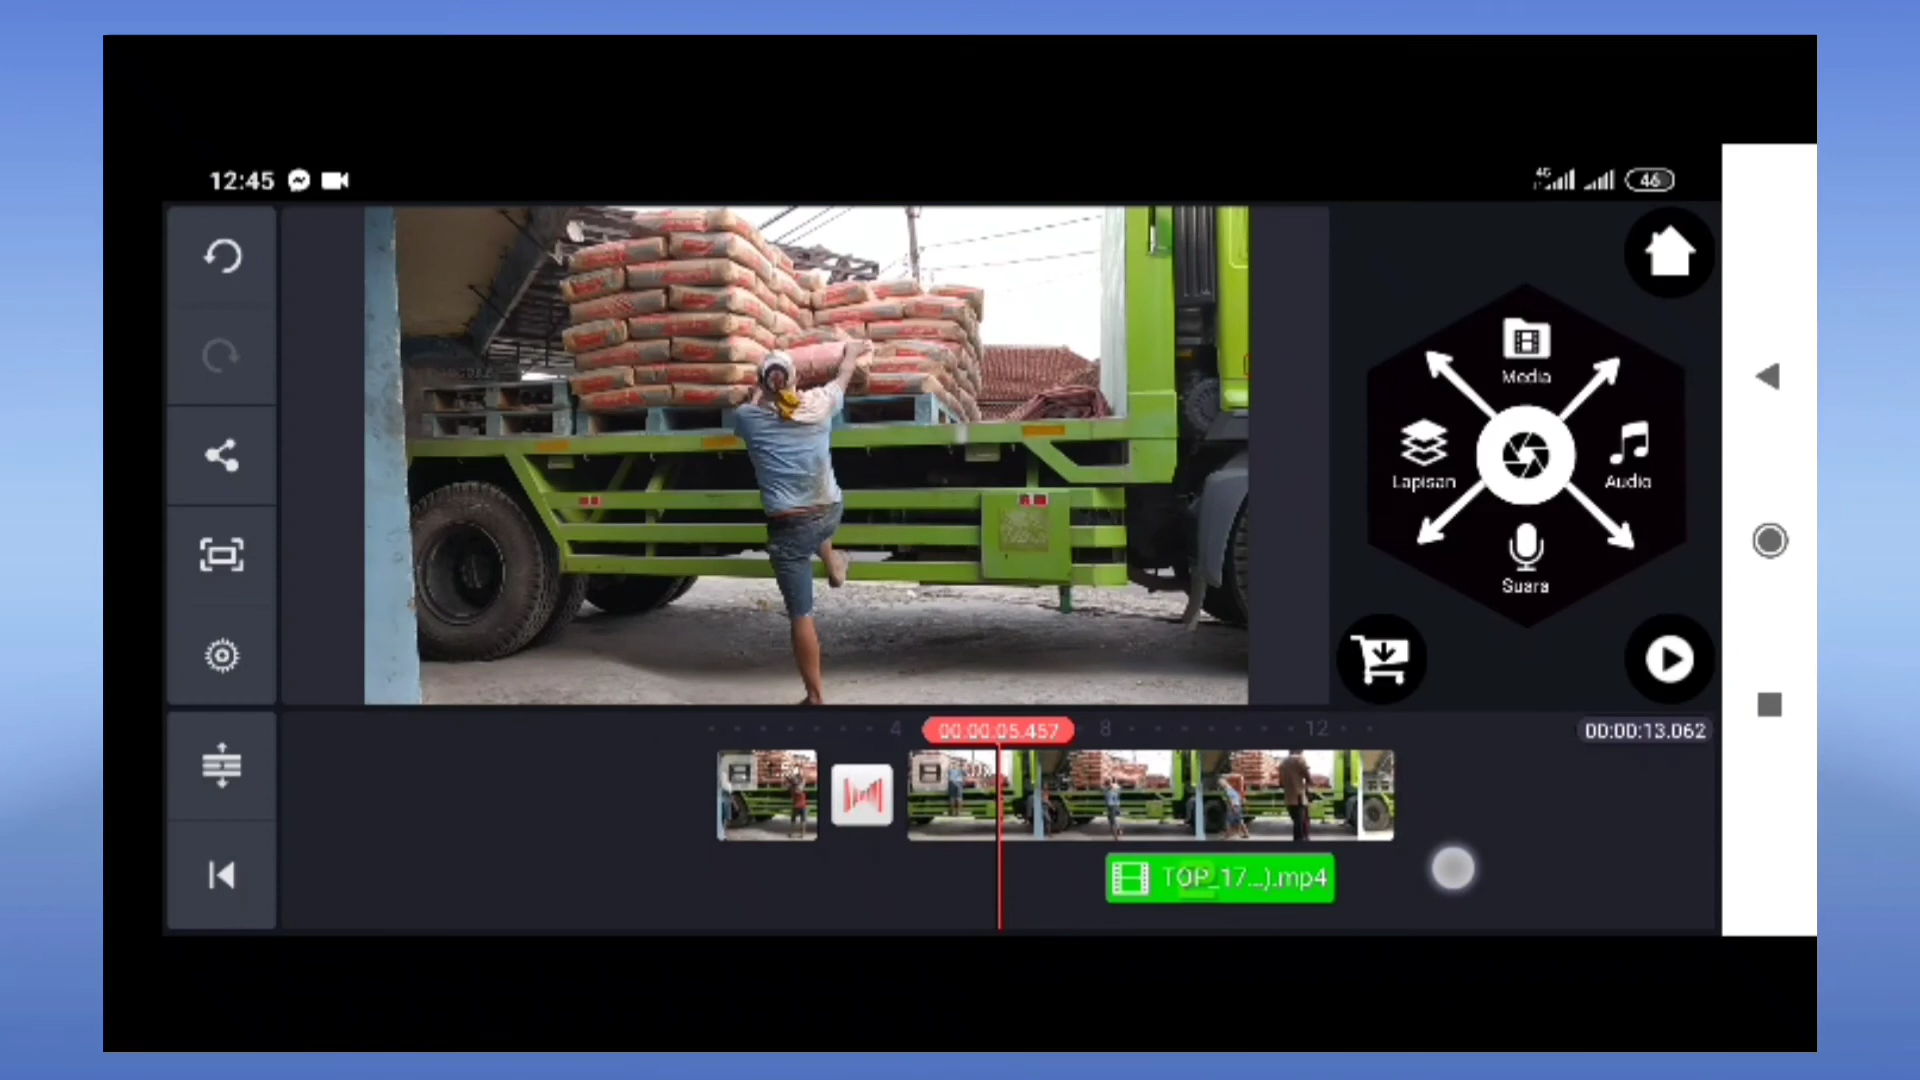 12:45
4G
46
Media
Lapisan
Audio
Suara
4
00:00:05.457
8
12
00:00:13.062
TOP_17...).mp4